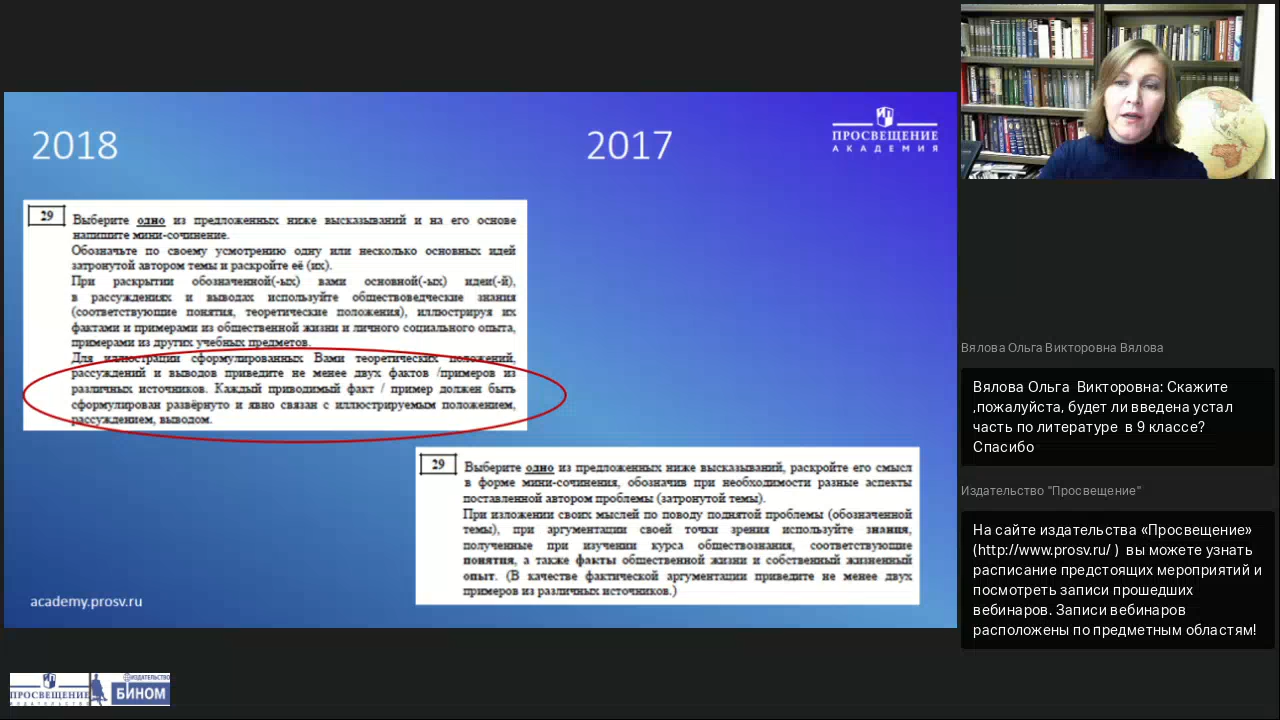 2018
2017
ПРОСВЕЩЕНИЕ
АКАДЕМИЯ
29
Выберите одно из предложенных ниже высказываний и на его основе
напишите мини-сочинение.
Обозначьте по своему усмотрению одну или несколько основных идей
затронутой автором темы и раскройте её (их).
При раскрытии обозначенной(-ых) вами основной(-ых) идеи(-й),
в рассуждениях и выводах используйте обществоведческие знания
(соответствующие понятия, теоретические положения), иллюстрируя их
фактами и примерами из общественной жизни и личного социального опыта,
примерами из других учебных предметов.
Для иллюстрации сформулированных Вами теоретических положений,
рассуждений и выводов приведите не менее двух фактов /примеров из
различных источников. Каждый приводимый факт / пример должен быть
сформулирован развёрнуто и явно связан с иллюстрируемым положением,
рассуждением, выводом.
29
Выберите одно из предложенных ниже высказываний, раскройте его смысл
в форме мини-сочинения, обозначив при необходимости разные аспекты
поставленной автором проблемы (затронутой темы).
При изложении своих мыслей по поводу поднятой проблемы (обозначенной
темы), при аргументации своей точки зрения используйте знания,
полученные при изучении курса обществознания, соответствующие
понятия, а также факты общественной жизни и собственный жизненный
опыт. (В качестве фактической аргументации приведите не менее двух
примеров из различных источников.)
academy.prosv.ru
ПРОСВЕЩЕНИЕ
ИЗДАТЕЛЬСТВО
ИЗДАТЕЛЬСТВО
БИНОМ
Вялова Ольга Викторовна Вялова
Вялова Ольга Викторовна: Скажите
,пожалуйста, будет ли введена устал
часть по литературе в 9 классе?
Спасибо
Издательство "Просвещение"
На сайте издательства «Просвещение»
(http://www.prosv.ru/ ) вы можете узнать
расписание предстоящих мероприятий и
посмотреть записи прошедших
вебинаров. Записи вебинаров
расположены по предметным областям!